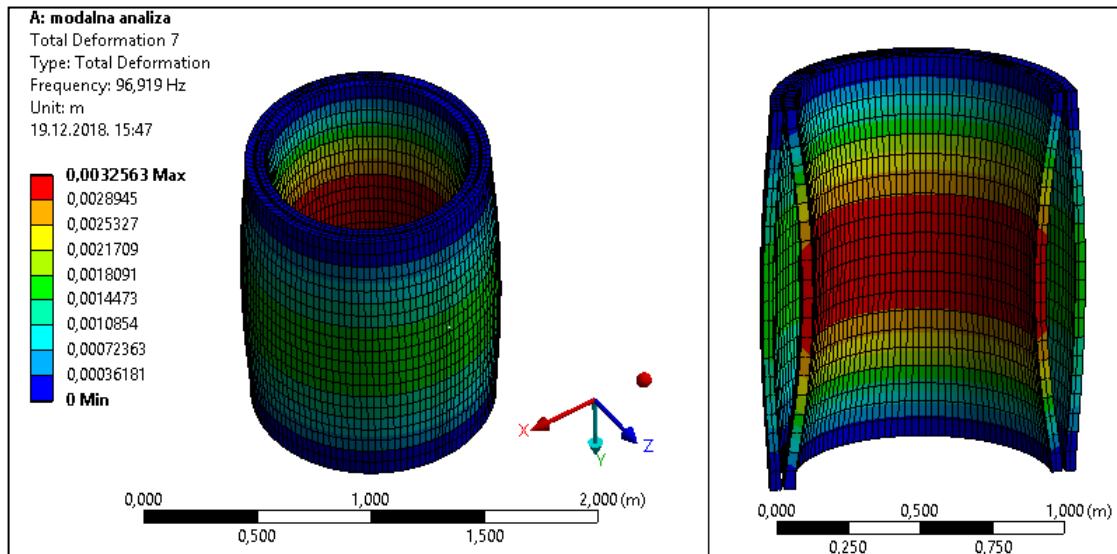 A: modalna analiza
Total Deformation 7
Type: Total Deformation
Frequency: 96,919 Hz
Unit: m
19.12.2018. 15:47
0,0032563 Max
0,0028945
0,0025327
0,0021709
0,0018091
0,0014473
0,0010854
0,00072363
0,00036181
0 Min
X
Y
Z
0,000 1,000 2,000 (m)
0,500 1,500
0,000 0,500 1,000 (m)
0,250 0,750